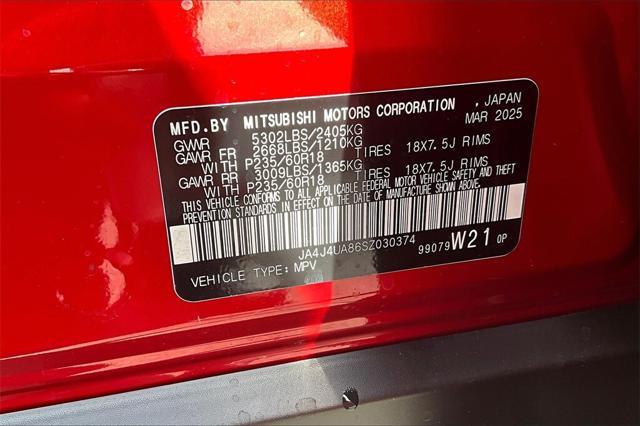 MFD.BY MITSUBISHI MOTORS CORPORATION , JAPAN
MAR 2025
GVWR 5302LBS/2405KG
GAWR FR 2668LBS/1210KG
WITH P235/60R18 TIRES 18X7.5J RIMS
GAWR RR 3009LBS/1365KG
WITH P235/60R18 TIRES 18X7.5J RIMS
THIS VEHICLE CONFORMS TO ALL APPLICABLE FEDERAL MOTOR VEHICLE SAFETY AND THEFT
PREVENTION STANDARDS IN EFFECT ON THE DATE OF MANUFACTURE SHOWN ABOVE.
JA4J4UA86SZ030374
99079 W21 OP
VEHICLE TYPE: MPV